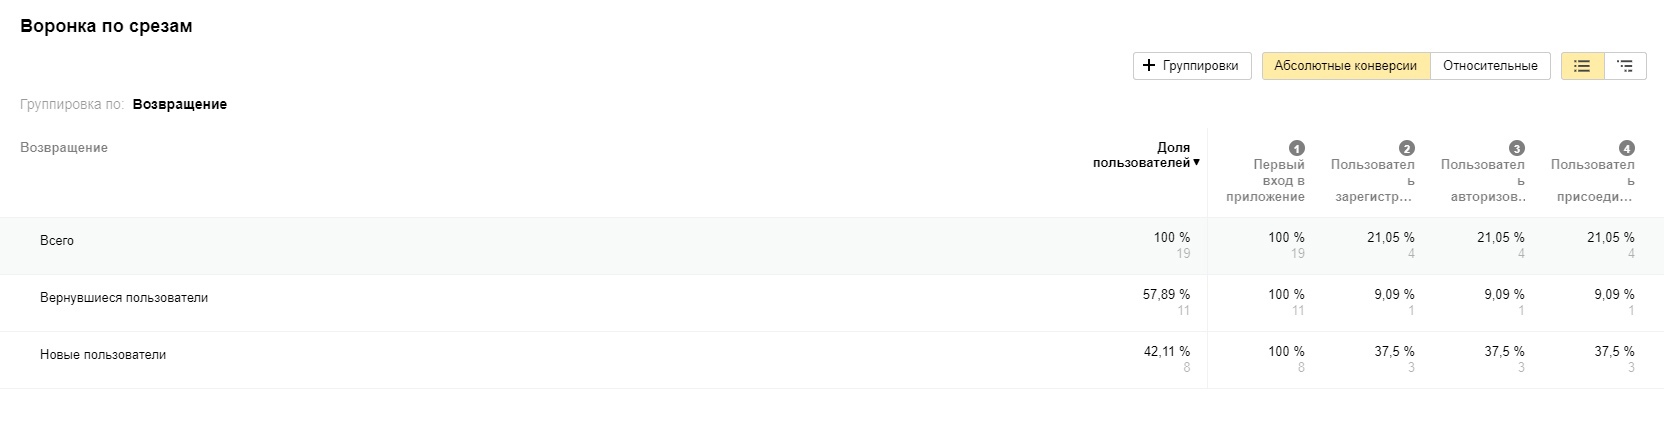 Воронка по срезам
Группировки
Абсолютные конверсии
Относительные
Группировка по: Возвращение
Возвращение
Доля
пользователей
1
Первый
вход в
приложение
2
Пользовател
ь
зарегистр...
3
Пользовател
ь
авторизов..
4
Пользовател
ь
присоеди...
Всего 100 % 100 % 21,05 % 21,05 % 21,05 %
19 19 4 4 4
Вернувшиеся пользователи 57,89 % 100 % 9,09 % 9,09 % 9,09 %
11 11 1 1 1
Новые пользователи 42,11 % 100 % 37,5 % 37,5 % 37,5 %
8 8 3 3 3